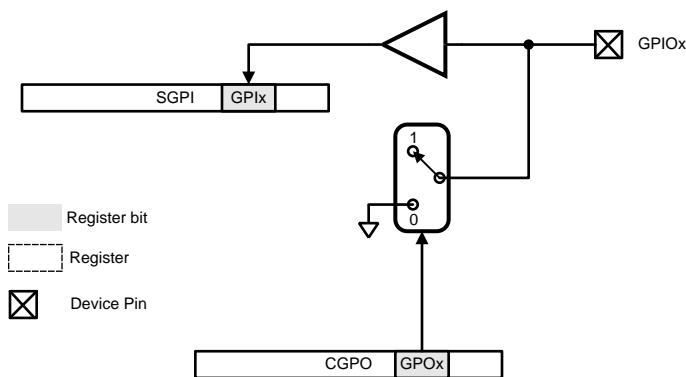 GPIOx
SGPI GPIx
1
0
Register bit
Register
Device Pin
CGPO GPOx